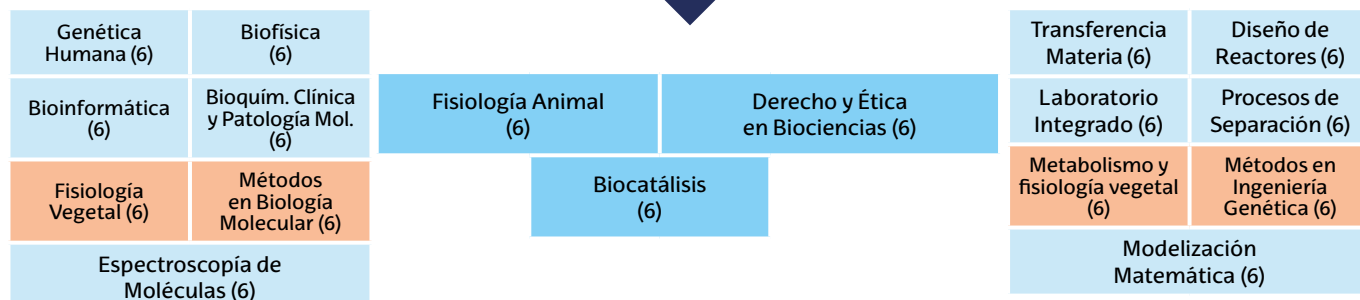 Genética
Humana (6)
Biofísica
(6)
Bioinformática
(6)
Bioquím. Clínica
y Patología Mol.
(6)
Fisiología
Vegetal (6)
Métodos
en Biología
Molecular (6)
Espectroscopía de
Moléculas (6)
Fisiología Animal
(6)
Derecho y Ética
en Biociencias (6)
Biocatálisis
(6)
Transferencia
Materia (6)
Diseño de
Reactores (6)
Laboratorio
Integrado (6)
Procesos de
Separación (6)
Metabolismo y
fisiología vegetal
(6)
Métodos en
Ingeniería
Genética (6)
Modelización
Matemática (6)